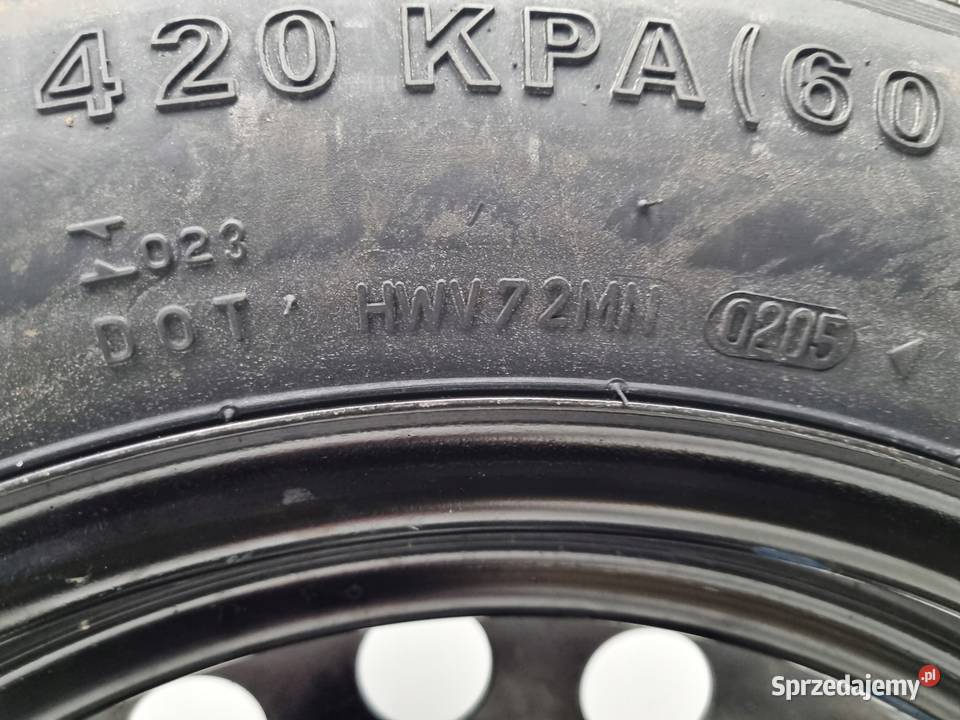 420 KPA (60
023
DOT HWV72MN 0205
Sprzedajemy.pl